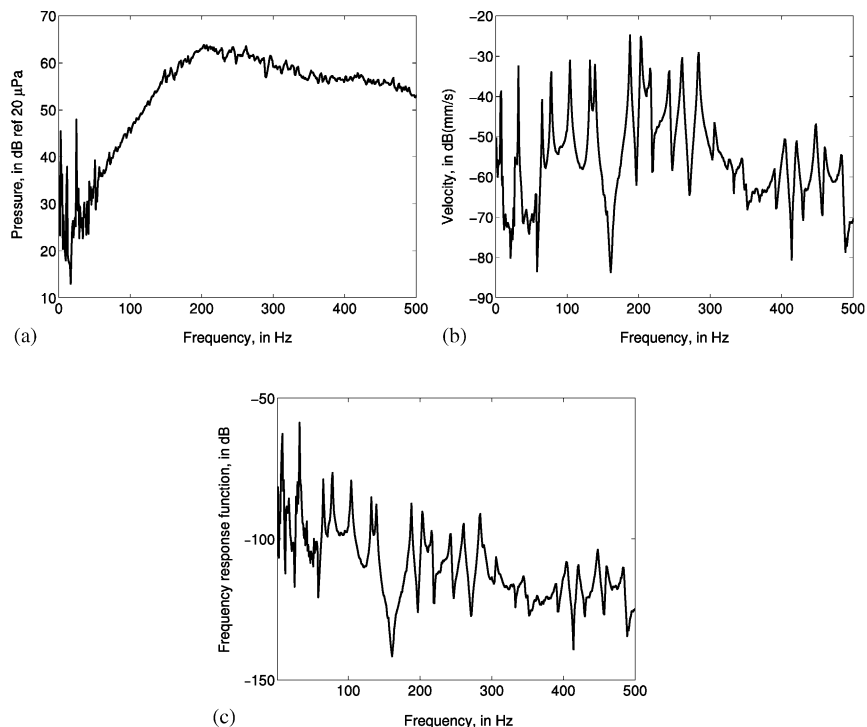 70
60
50
40
30
20
10
Pressure, in dB ref 20 μPa
0 100 200 300 400 500
Frequency, in Hz
(a)
−20
−30
−40
−50
−60
−70
−80
−90
Velocity, in dB(mm/s)
0 100 200 300 400 500
Frequency, in Hz
(b)
−50
−100
−150
Frequency response function, in dB
100 200 300 400 500
Frequency, in Hz
(c)